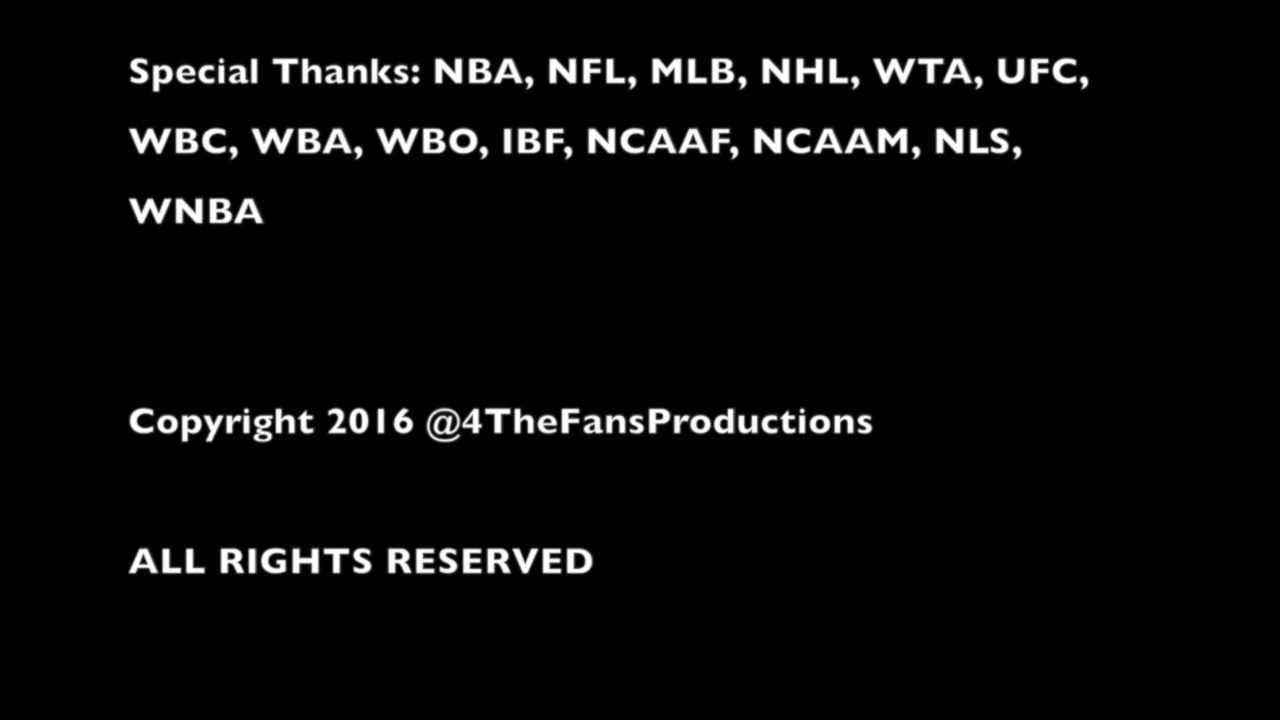 Special Thanks: NBA, NFL, MLB, NHL, WTA, UFC,
WBC, WBA, WBO, IBF, NCAAF, NCAAM, NLS,
WNBA
Copyright 2016 @4TheFansProductions
ALL RIGHTS RESERVED